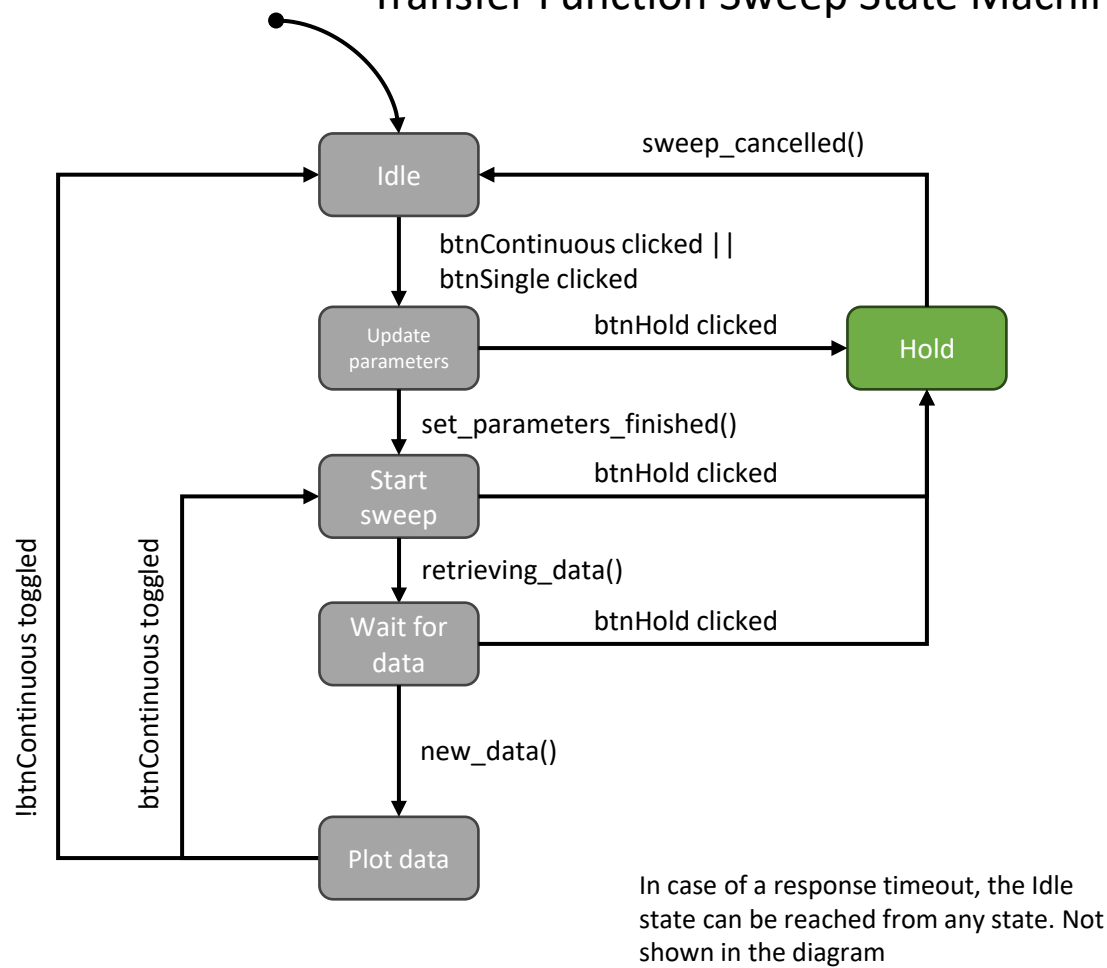 Transfer Function Sweep State
Idle
sweep_cancelled()
btnContinuous clicked ||
btnSingle clicked
Update
parameters
btnHold clicked
Hold
set_parameters_finished()
Start
sweep
btnHold clicked
retrieving_data()
Wait for
data
btnHold clicked
!btnContinuous toggled
btnContinuous toggled
new_data()
Plot data
In case of a response timeout, the Idle
state can be reached from any state. Not
shown in the diagram